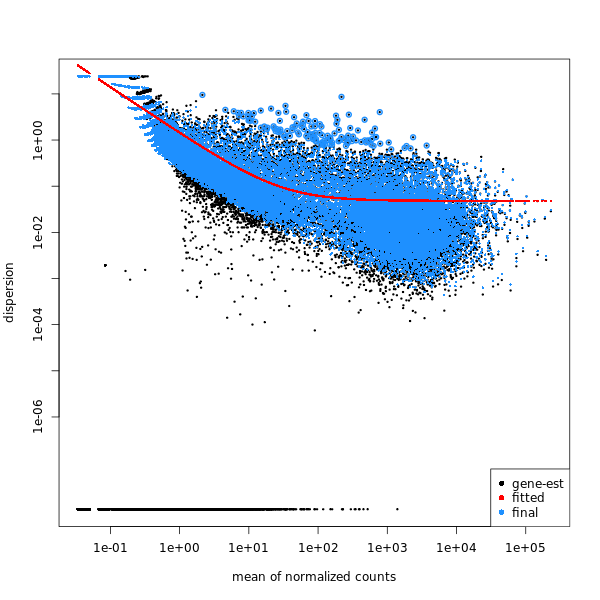 dispersion
1e+00
1e-02
1e-04
1e-06
gene-est
fitted
final
1e-01 1e+00 1e+01 1e+02 1e+03 1e+04 1e+05
mean of normalized counts